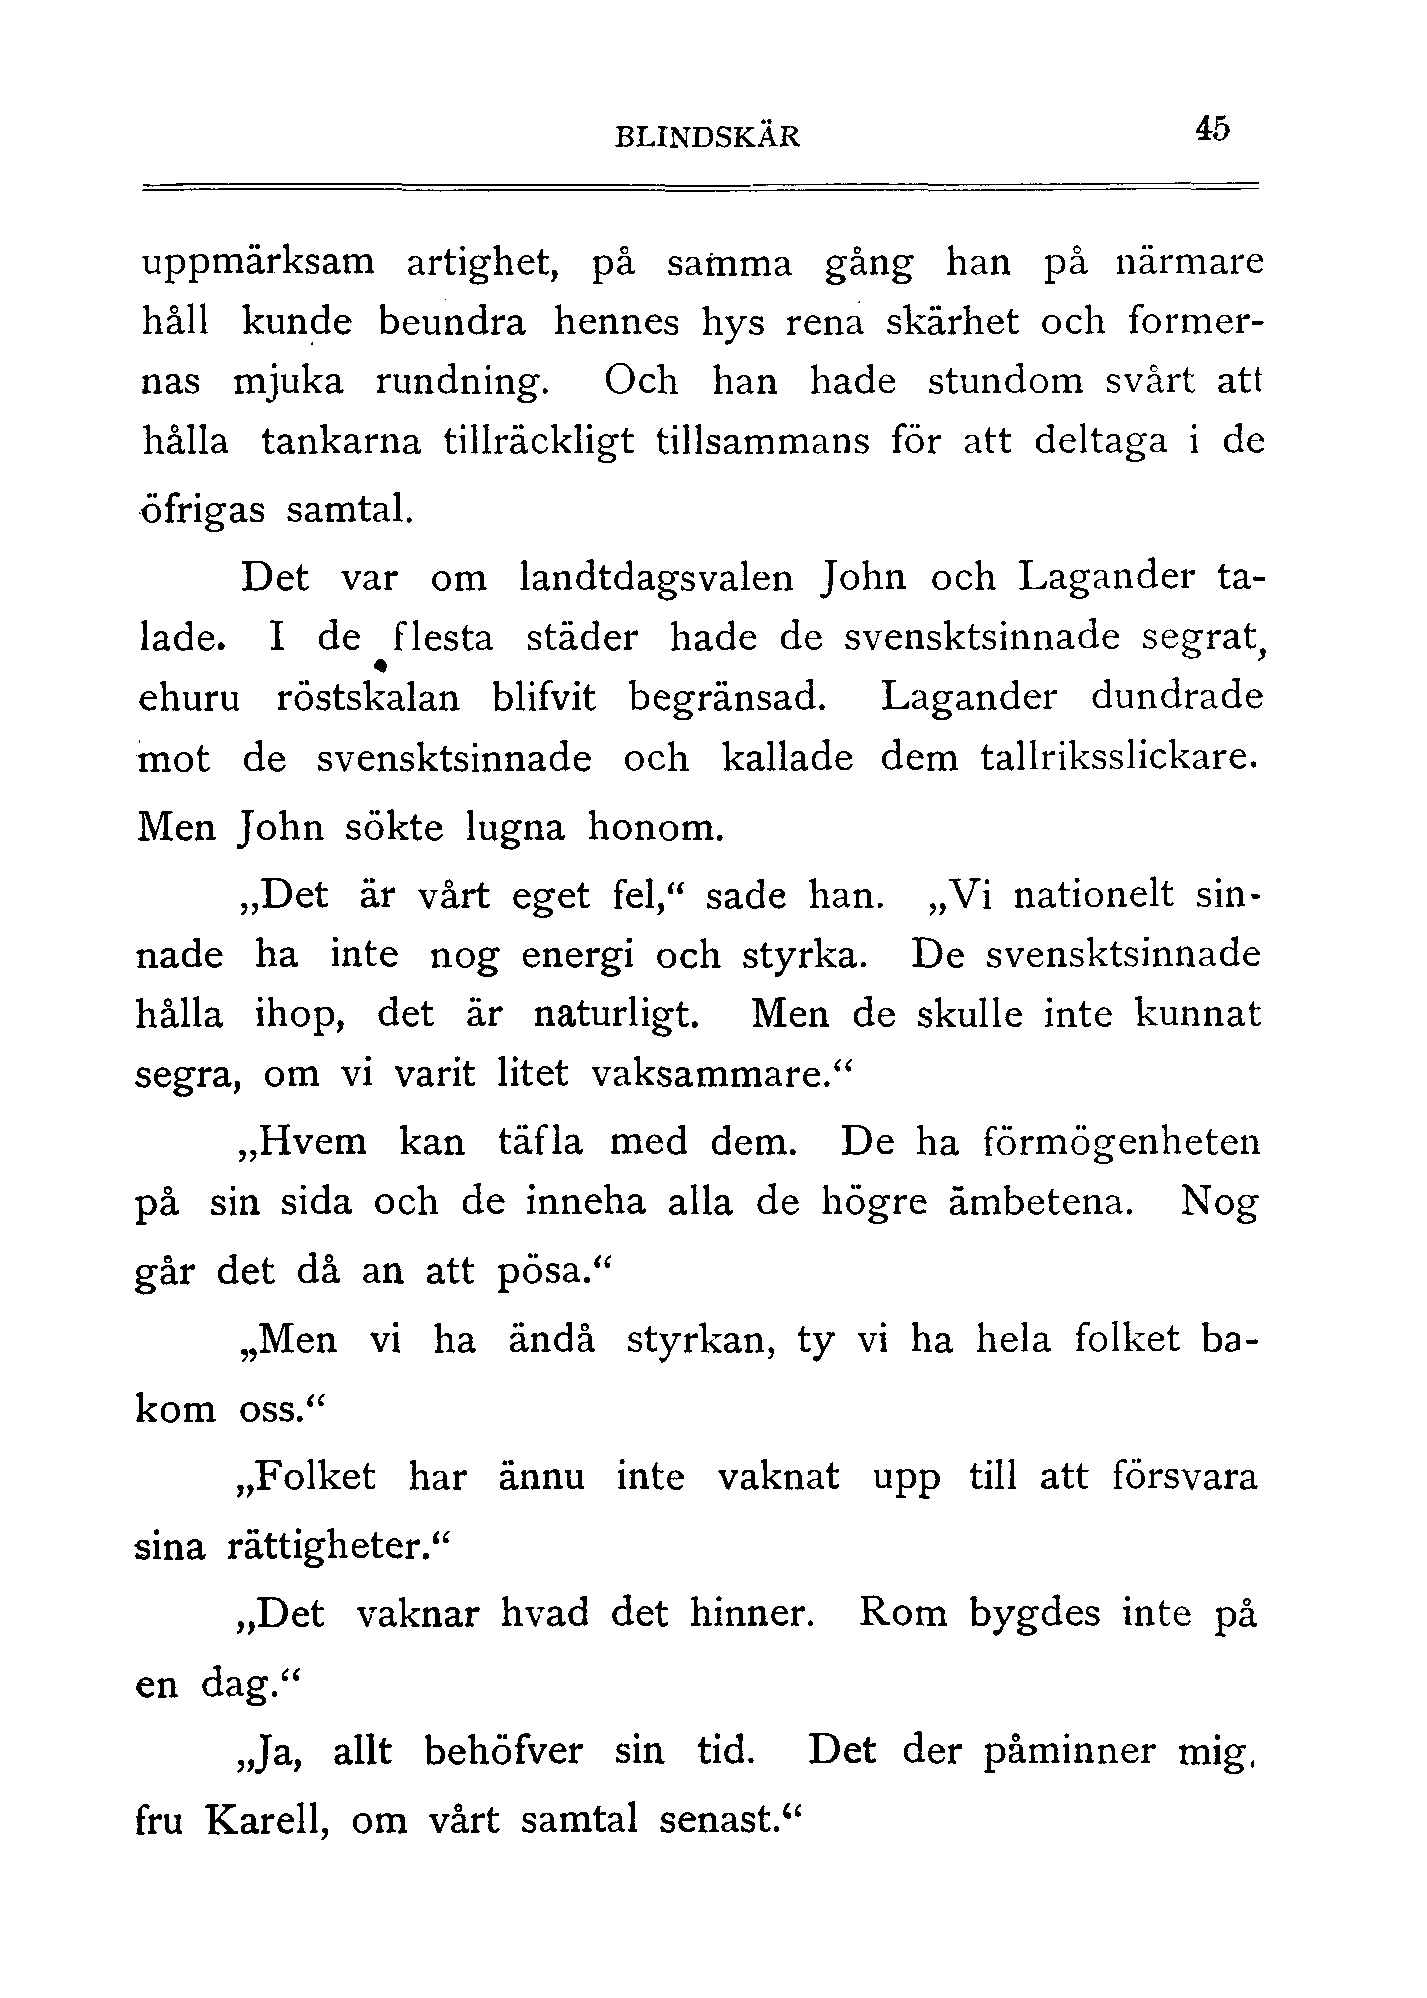 BLINDSKÄR 45
uppmärksam artighet, på samma gång han på närmare
håll kunde beundra hennes hys rena skärhet och former-
nas mjuka rundning. Och han hade stundom svårt att
hålla tankarna tillräckligt tillsammans för att deltaga i de
öfrigas samtal.
Det var om landtdagsvalen John och Lagander ta-
lade. I de flesta städer hade de svensktsinnade segrat,
ehuru röstskalan blifvit begränsad. Lagander dundrade
mot de svensktsinnade och kallade dem tallriksslickare.
Men John sökte lugna honom.
„Det är vårt eget fel,“ sade han. „Vi nationelt sin-
nade ha inte nog energi och styrka. De svensktsinnade
hålla ihop, det är naturligt. Men de skulle inte kunnat
segra, om vi varit litet vaksammare.“
„Hvem kan täfla med dem. De ha förmögenheten
på sin sida och de inneha alla de högre ämbetena. Nog
går det då an att pösa.“
„Men vi ha ändå styrkan, ty vi ha hela folket ba-
kom oss.“
„Folket har ännu inte vaknat upp till att försvara
sina rättigheter.“
„Det vaknar hvad det hinner. Rom bygdes inte på
en dag.“
„Ja, allt behöfver sin tid. Det der påminner mig,
fru Karell, om vårt samtal senast.“